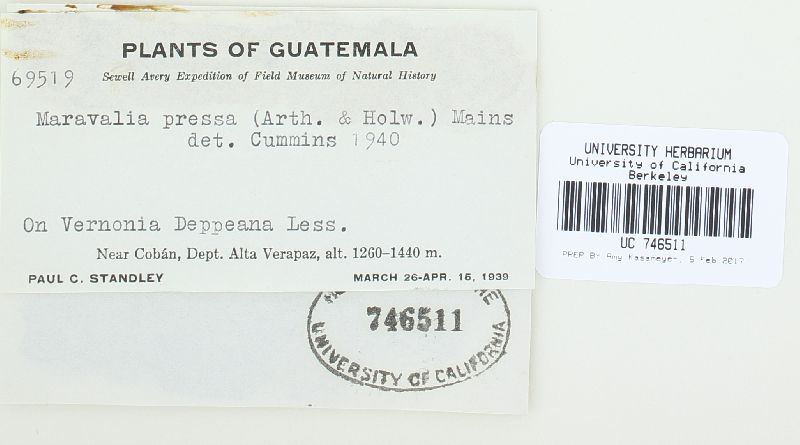 PLANTS OF GUATEMALA
69519 Sewell Avery Expedition of Field Museum of Natural History
Maravalia pressa (Arth. & Holw.) Mains
det. Cummins 1940
On Vernonia Deppeana Less.
Near Cobán, Dept. Alta Verapaz, alt. 1260–1440 m.
PAUL C. STANDLEY MARCH 26-APR. 15, 1939
746511
UNIVERSITY OF CALIFORNIA
UNIVERSITY HERBARIUM
University of California
Berkeley
UC 746511
PREP. BY Amy Kasameyer, 5 Feb 2017